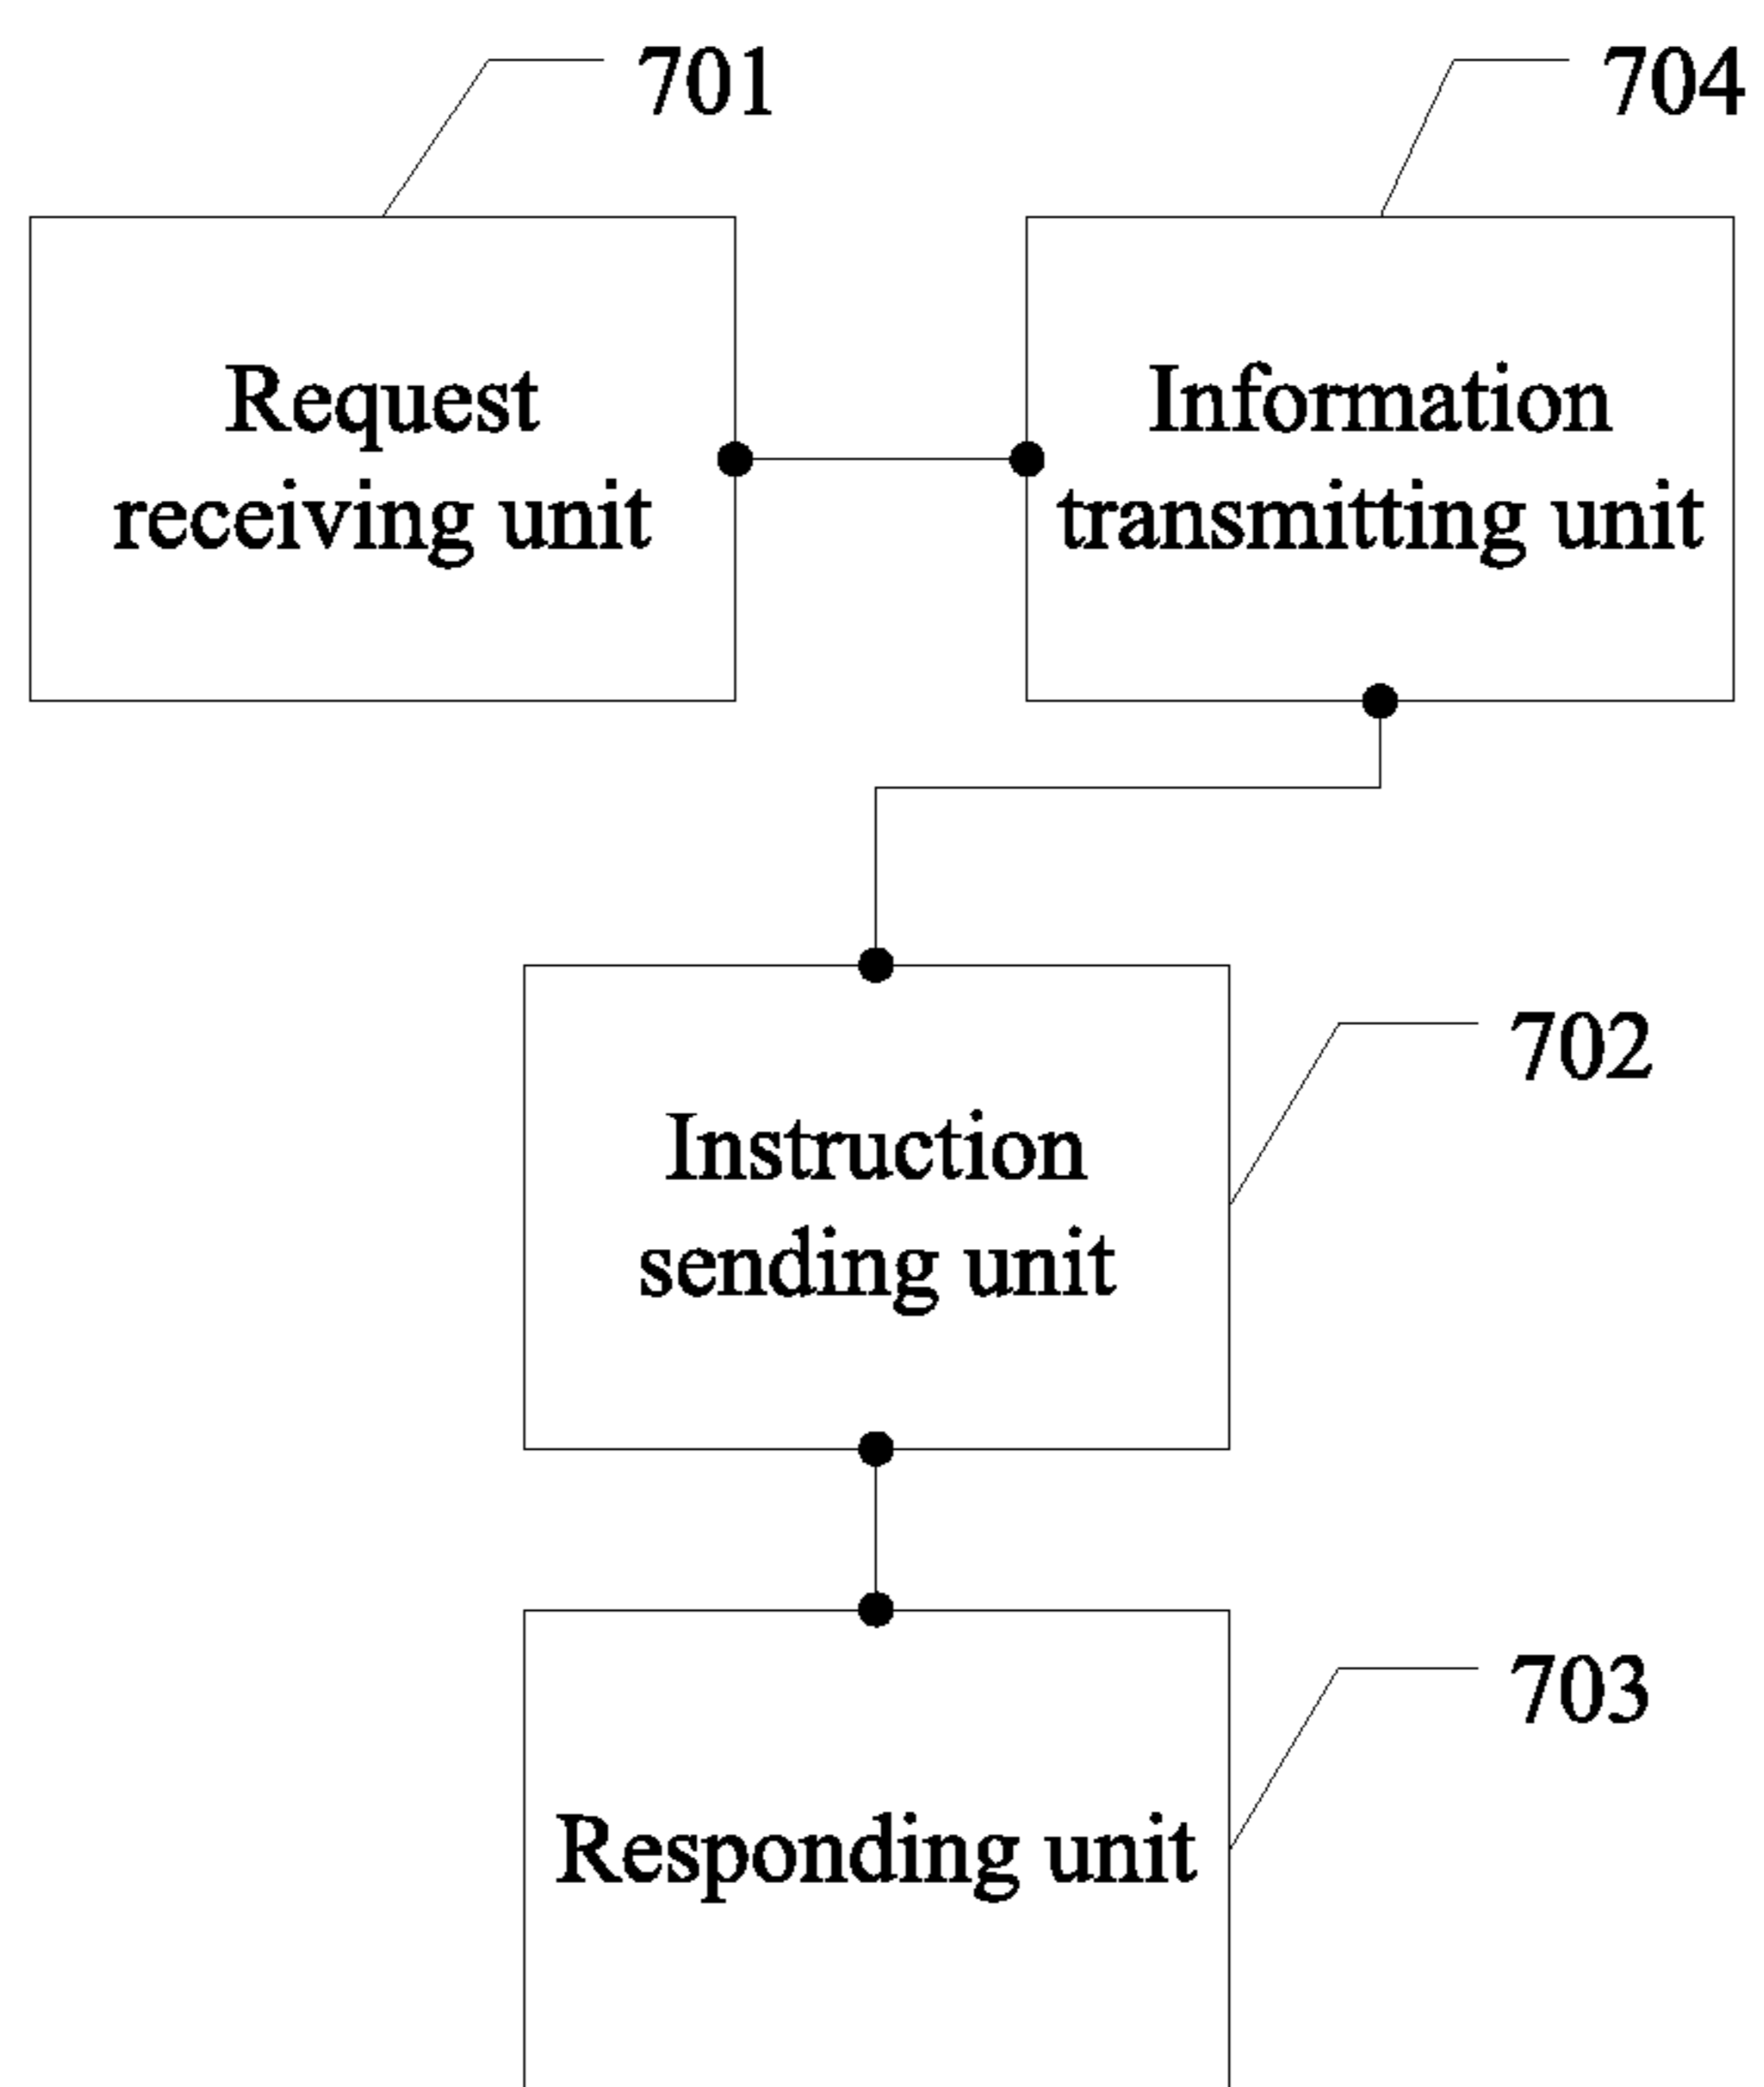 701
704
Request
receiving unit
Information
transmitting unit
702
Instruction
sending unit
703
Responding unit